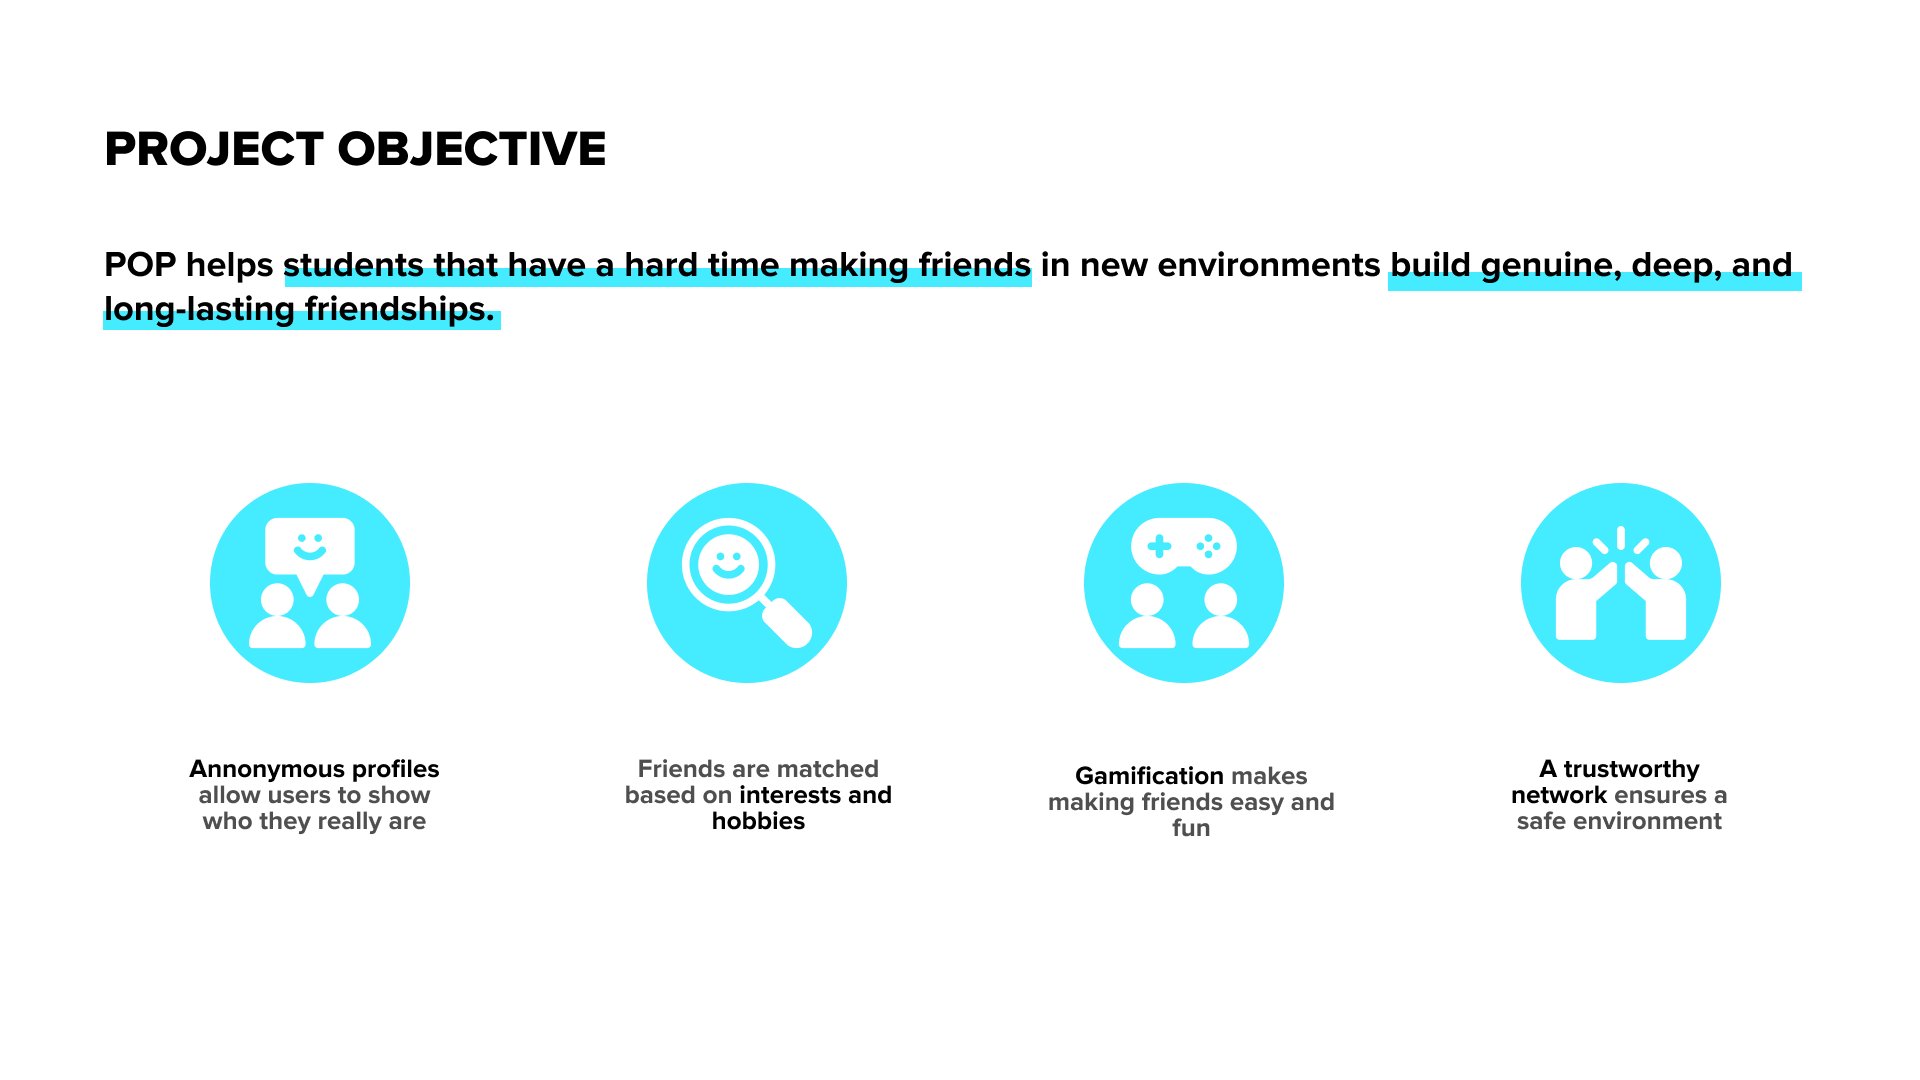 PROJECT OBJECTIVE
POP helps students that have a hard time making friends in new environments build genuine, deep, and
long-lasting friendships.
Annonymous profiles
allow users to show
who they really are
Friends are matched
based on interests and
hobbies
Gamification makes
making friends easy and
fun
A trustworthy
network ensures a
safe environment